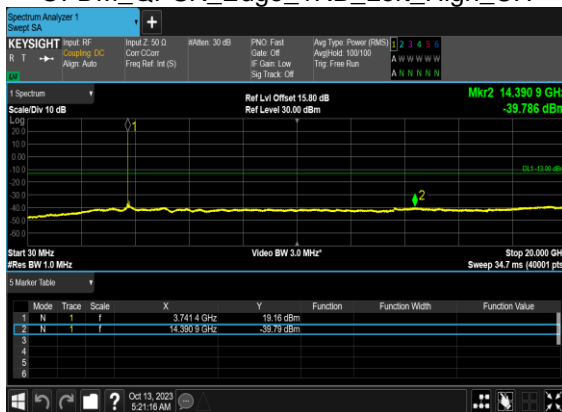 Spectrum Analyzer 1
Swept SA
+
KEYSIGHT Input: RF Input Z: 50 Ω #Atten: 30 dB PNO: Fast Avg Type: Power (RMS) 1 2 3 4 5 6
R T Coupling: DC Corr CCorr Gate: Off Avg|Hold: 100/100 A W W W W W
Align: Auto Freq Ref: Int (S) IF Gain: Low Trig: Free Run
LU Sig Track: Off A N N N N N
1 Spectrum Mkr2 14.390 9 GHz
Scale/Div 10 dB Ref Lvl Offset 15.80 dB Ref Level 30.00 dBm -39.786 dBm
Log
20.0 1
10.0
0.00
-10.0 DL1 -13.00 dB
-20.0
-30.0 2
-40.0
-50.0
-60.0
Start 30 MHz Video BW 3.0 MHz* Stop 20.000 GH
#Res BW 1.0 MHz Sweep 34.7 ms (40001 pts
5 Marker Table
Mode Trace Scale X Y Function Function Width Function Value
1 N 1 f 3.741 4 GHz 19.16 dBm
2 N 1 f 14.390 9 GHz -39.79 dBm
3
4
5
6
? Oct 13, 2023
5:21:16 AM